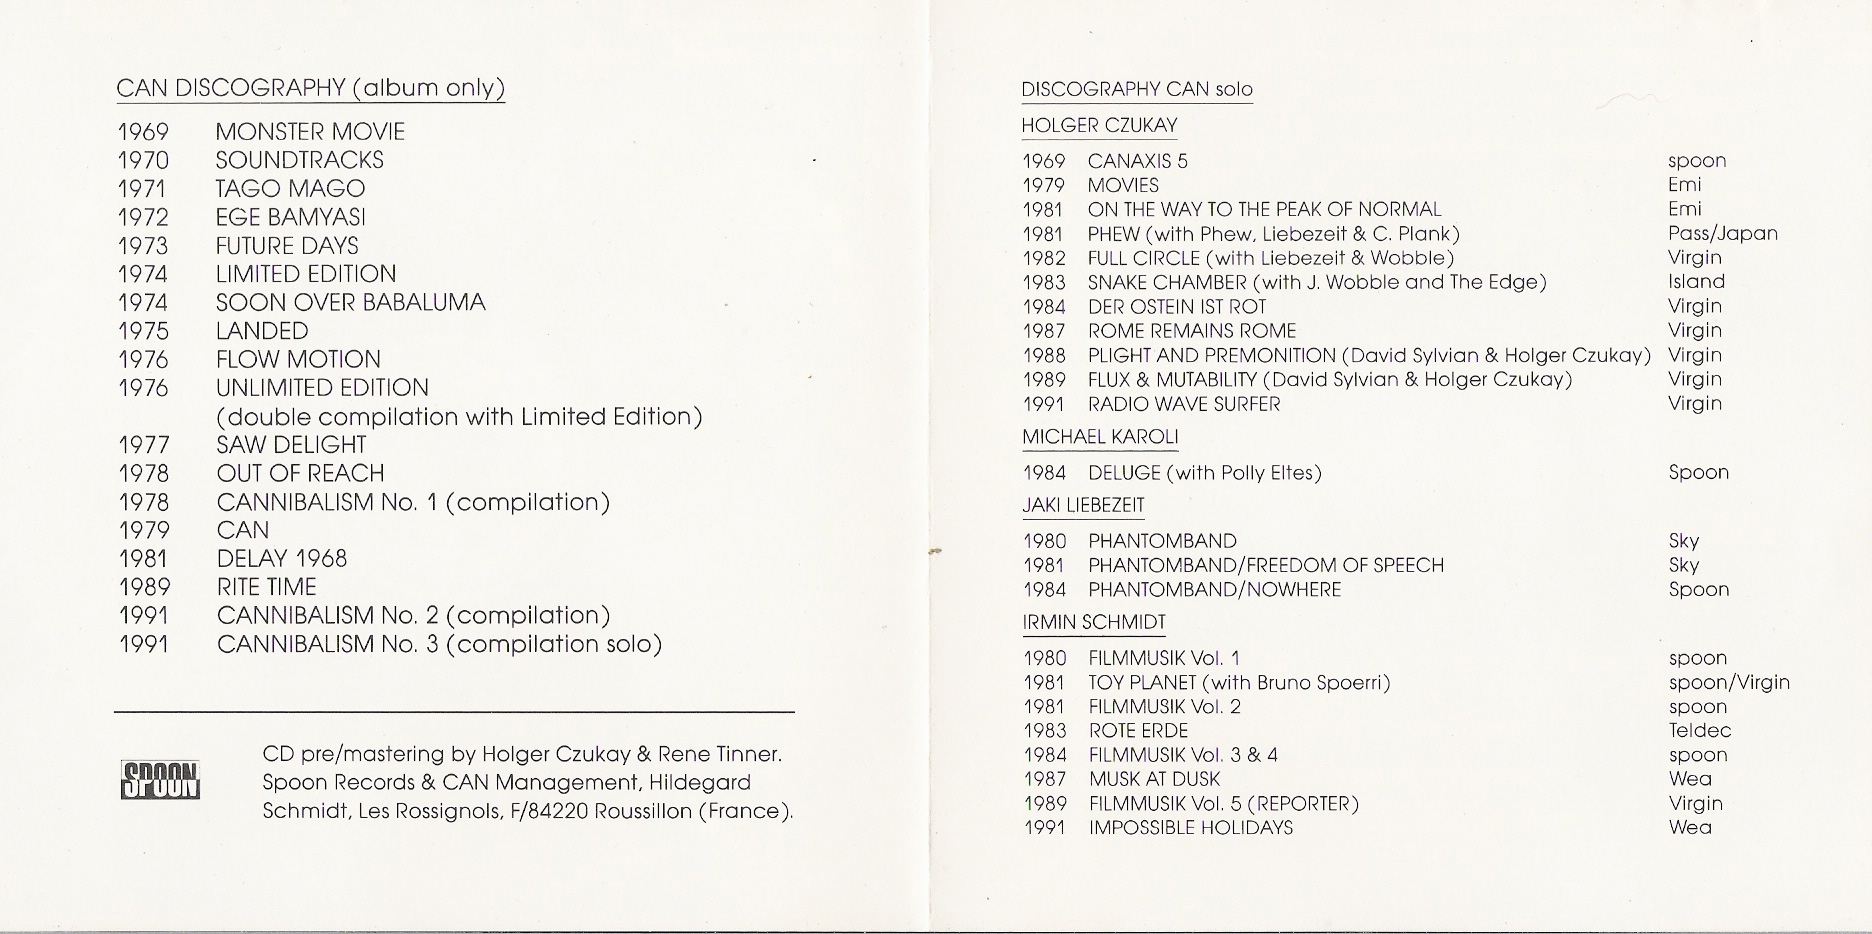 CAN DISCOGRAPHY (album only)
1969 MONSTER MOVIE
1970 SOUNDTRACKS
1971 TAGO MAGO
1972 EGE BAMYASI
1973 FUTURE DAYS
1974 LIMITED EDITION
1974 SOON OVER BABALUMA
1975 LANDED
1976 FLOW MOTION
1976 UNLIMITED EDITION
(double compilation with Limited Edition)
1977 SAW DELIGHT
1978 OUT OF REACH
1978 CANNIBALISM No. 1 (compilation)
1979 CAN
1981 DELAY 1968
1989 RITE TIME
1991 CANNIBALISM No. 2 (compilation)
1991 CANNIBALISM No. 3 (compilation solo)
SPOON
CD pre/mastering by Holger Czukay & Rene Tinner.
Spoon Records & CAN Management, Hildegard
Schmidt, Les Rossignols, F/84220 Roussillon (France).
DISCOGRAPHY CAN solo
HOLGER CZUKAY
1969 CANAXIS 5 spoon
1979 MOVIES Emi
1981 ON THE WAY TO THE PEAK OF NORMAL Emi
1981 PHEW (with Phew, Liebezeit & C. Plank) Pass/Japan
1982 FULL CIRCLE (with Liebezeit & Wobble) Virgin
1983 SNAKE CHAMBER (with J. Wobble and The Edge) Island
1984 DER OSTEIN IST ROT Virgin
1987 ROME REMAINS ROME Virgin
1988 PLIGHT AND PREMONITION (David Sylvian & Holger Czukay) Virgin
1989 FLUX & MUTABILITY (David Sylvian & Holger Czukay) Virgin
1991 RADIO WAVE SURFER Virgin
MICHAEL KAROLI
1984 DELUGE (with Polly Eltes) Spoon
JAKI LIEBEZEIT
1980 PHANTOMBAND Sky
1981 PHANTOMBAND/FREEDOM OF SPEECH Sky
1984 PHANTOMBAND/NOWHERE Spoon
IRMIN SCHMIDT
1980 FILMMUSIK Vol. 1 spoon
1981 TOY PLANET (with Bruno Spoerri) spoon/Virgin
1981 FILMMUSIK Vol. 2 spoon
1983 ROTE ERDE Teldec
1984 FILMMUSIK Vol. 3 & 4 spoon
1987 MUSK AT DUSK Wea
1989 FILMMUSIK Vol. 5 (REPORTER) Virgin
1991 IMPOSSIBLE HOLIDAYS Wea